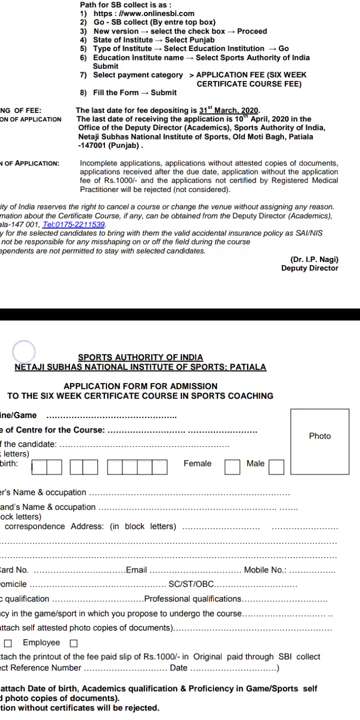 Path for SB collect is as :
1) https : //www.onlinesbi.com
2) Go - SB collect (By entre top box)
3) New version → select the check box → Proceed
4) State of Institute → Select Punjab
5) Type of Institute → Select Education Institution → Go
6) Education Institute name → Select Sports Authority of India
Submit
7) Select payment category > APPLICATION FEE (SIX WEEK
CERTIFICATE COURSE FEE)
8) Fill the Form → Submit
NG OF FEE: The last date for fee depositing is 31st March, 2020.
ON OF APPLICATION The last date of receiving the application is 10th April, 2020 in the
Office of the Deputy Director (Academics), Sports Authority of India,
Netaji Subhas National Institute of Sports, Old Moti Bagh, Patiala
-147001 (Punjab) .
N OF APPLICATION: Incomplete applications, applications without attested copies of documents,
applications received after the due date, application without the application
fee of Rs.1000/- and the applications not certified by Registered Medical
Practitioner will be rejected (not considered).
ity of India reserves the right to cancel a course or change the venue without assigning any reason.
mation about the Certificate Course, if any, can be obtained from the Deputy Director (Academics),
ala-147 001, Tel:0175-2211539.
y for the selected candidates to bring with them the valid accidental insurance policy as SAI/NIS
not be responsible for any misshaping on or off the field during the course
ependents are not permitted to stay with selected candidates.
(Dr. I.P. Nagi)
Deputy Director
SPORTS AUTHORITY OF INDIA
NETAJI SUBHAS NATIONAL INSTITUTE OF SPORTS; PATIALA
APPLICATION FORM FOR ADMISSION
TO THE SIX WEEK CERTIFICATE COURSE IN SPORTS COACHING
ine/Game ……………………………………..
Photo
e of Centre for the Course: ……………………… ……………………..
f the candidate: …………………………………………………
k letters)
birth: Female Male
er's Name & occupation ……………………………………………………………
and's Name & occupation …………………………………………………… …….
ock letters)
correspondence Address: (in block letters) …………………….. …………………
…………………………………………………………………………………………
…………………………………………………………………………………………
Card No. …………………………Email ………………………… Mobile No.: …………….
omicile ……………………………………… SC/ST/OBC…………………………………
c qualification …………………………Professional qualifications………………………
ncy in the game/sport in which you propose to undergo the course……………………… ..
attach self attested photo copies of documents)………………………………………………
Employee
ttach the printout of the fee paid slip of Rs.1000/- in Original paid through SBI collect
ect Reference Number ……………………… Date ………………………..)
attach Date of birth, Academics qualification & Proficiency in Game/Sports self
d photo copies of documents).
tion without certificates will be rejected.